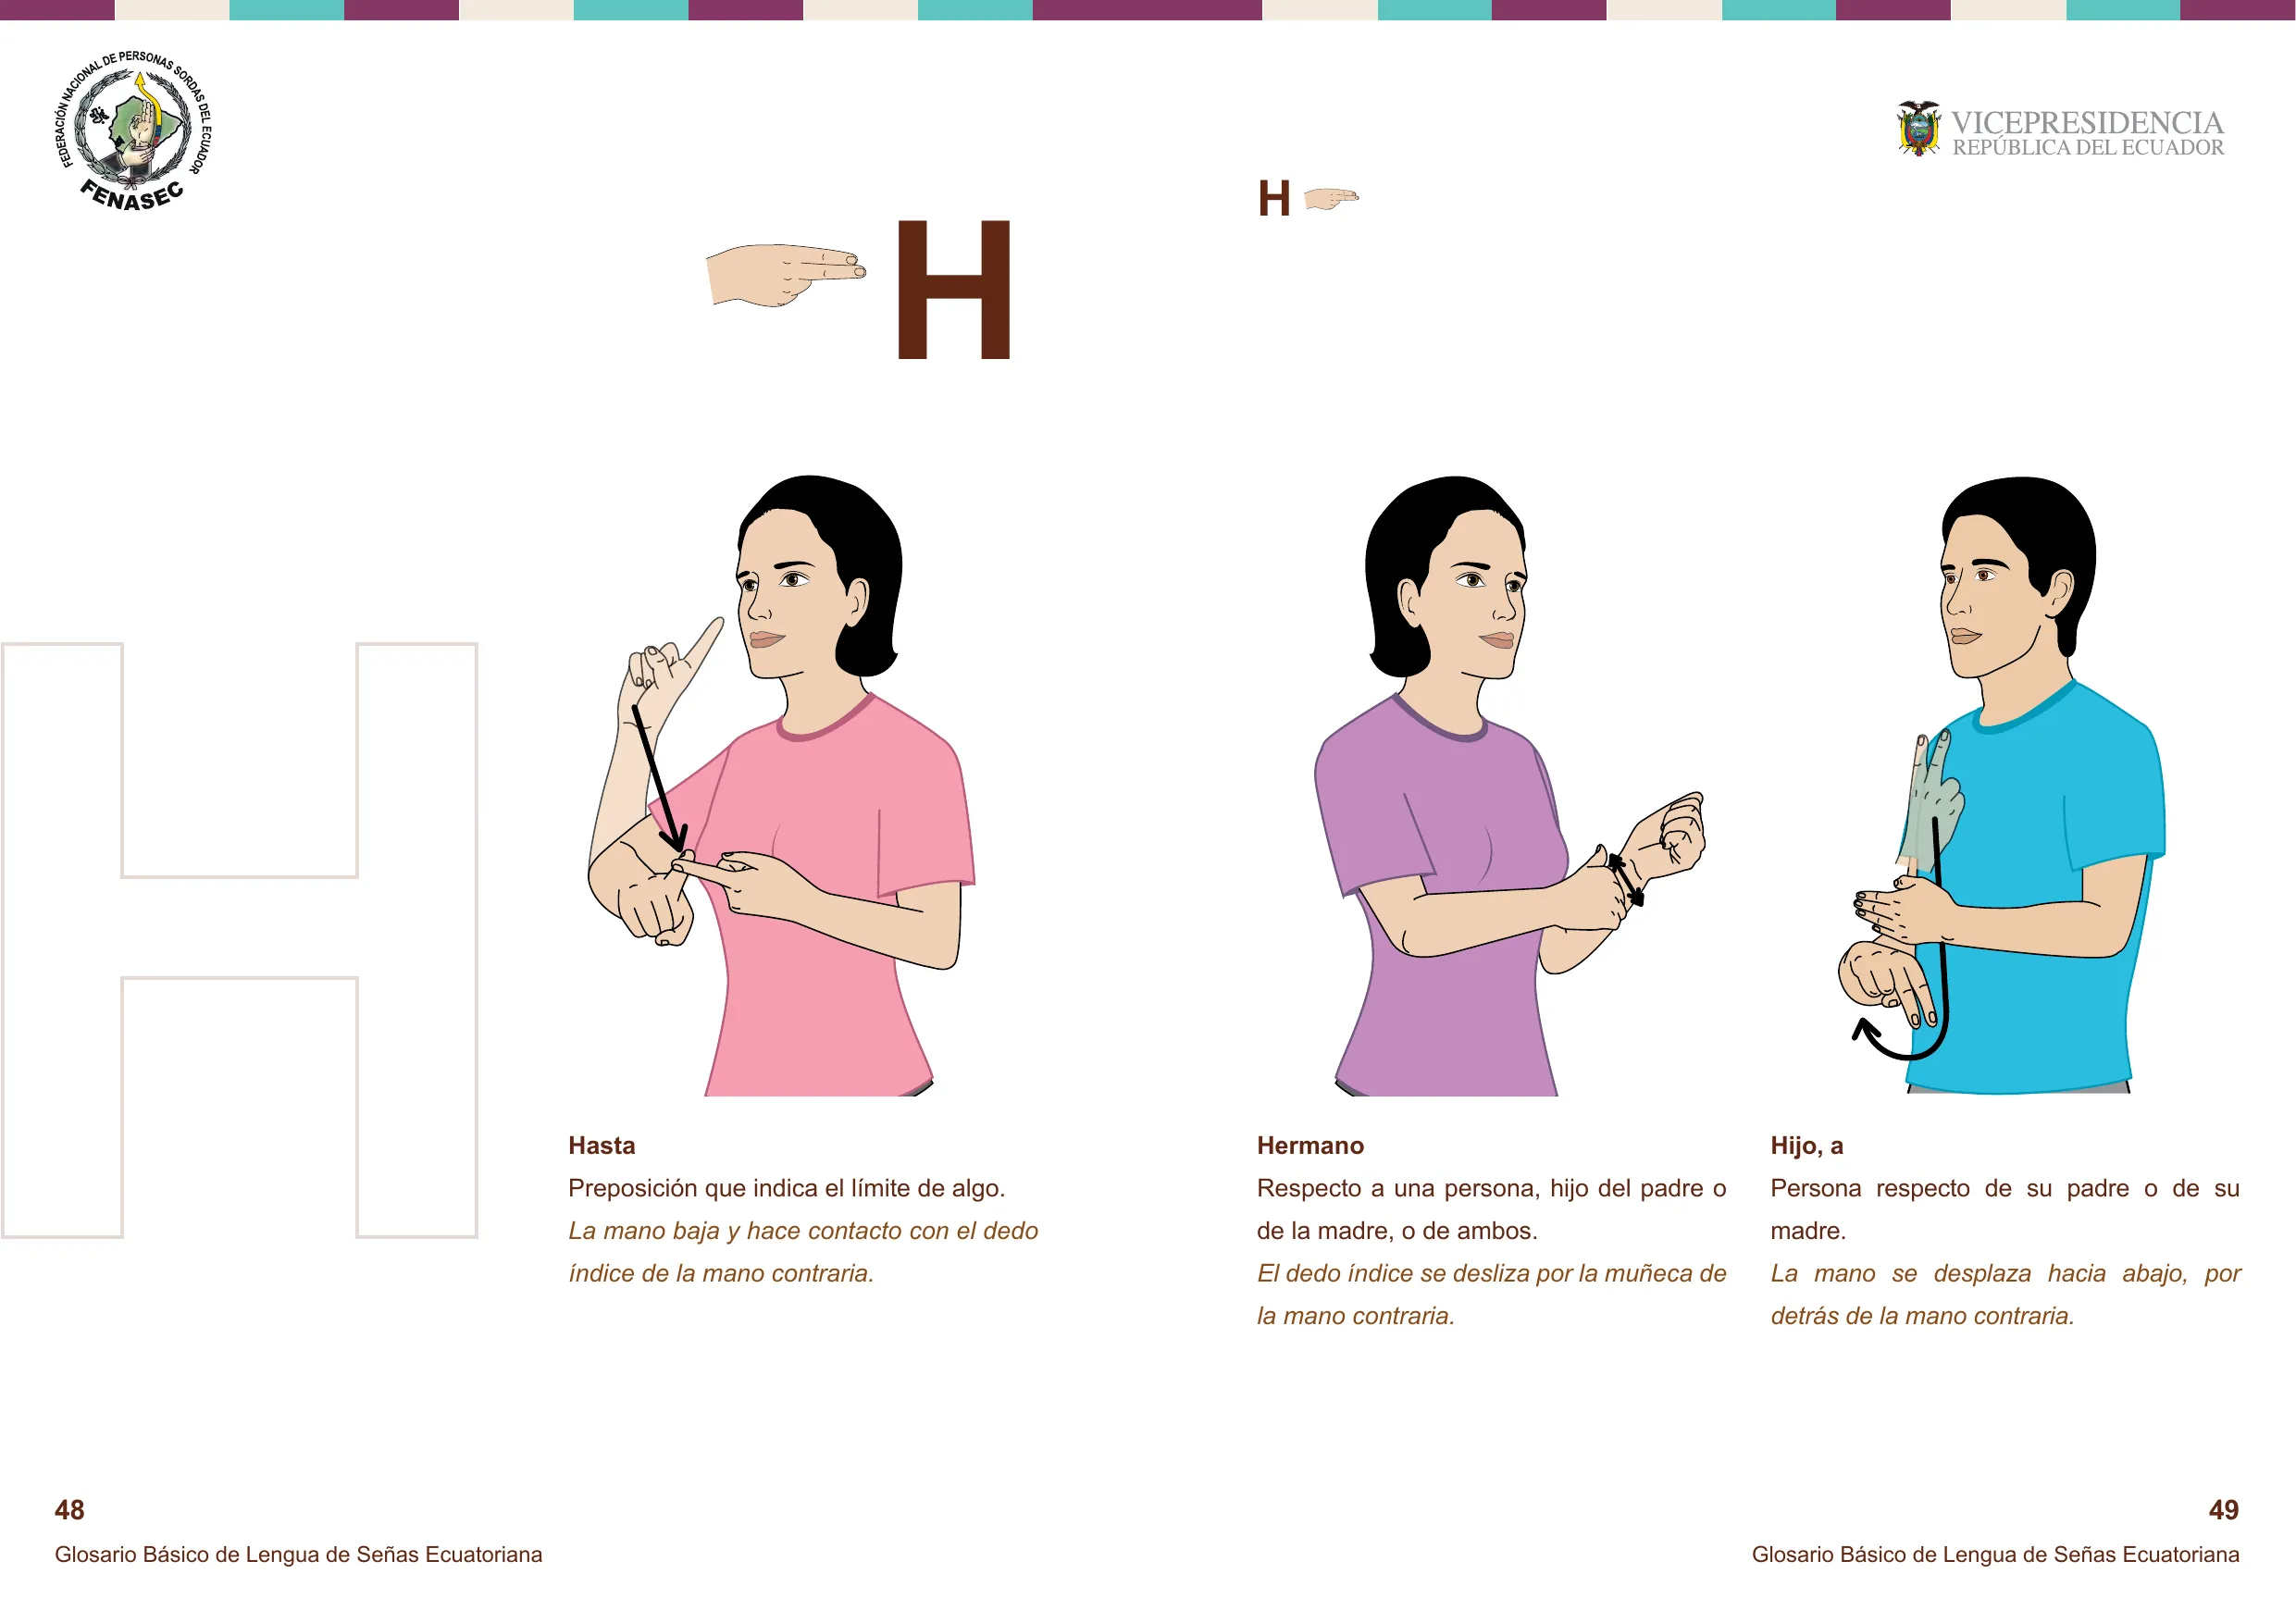 FEDERACIÓN NACIONAL DE PERSONAS SORDAS DEL ECUADOR
FENASEC
H
Hasta
Preposición que indica el límite de algo.
La mano baja y hace contacto con el dedo
índice de la mano contraria.
48
Glosario Básico de Lengua de Señas Ecuatoriana
VICEPRESIDENCIA
REPÚBLICA DEL ECUADOR
H
Hermano
Respecto a una persona, hijo del padre o
de la madre, o de ambos.
El dedo índice se desliza por la muñeca de
la mano contraria.
Hijo, a
Persona respecto de su padre o de su
madre.
La mano se desplaza hacia abajo, por
detrás de la mano contraria.
49
Glosario Básico de Lengua de Señas Ecuatoriana
H